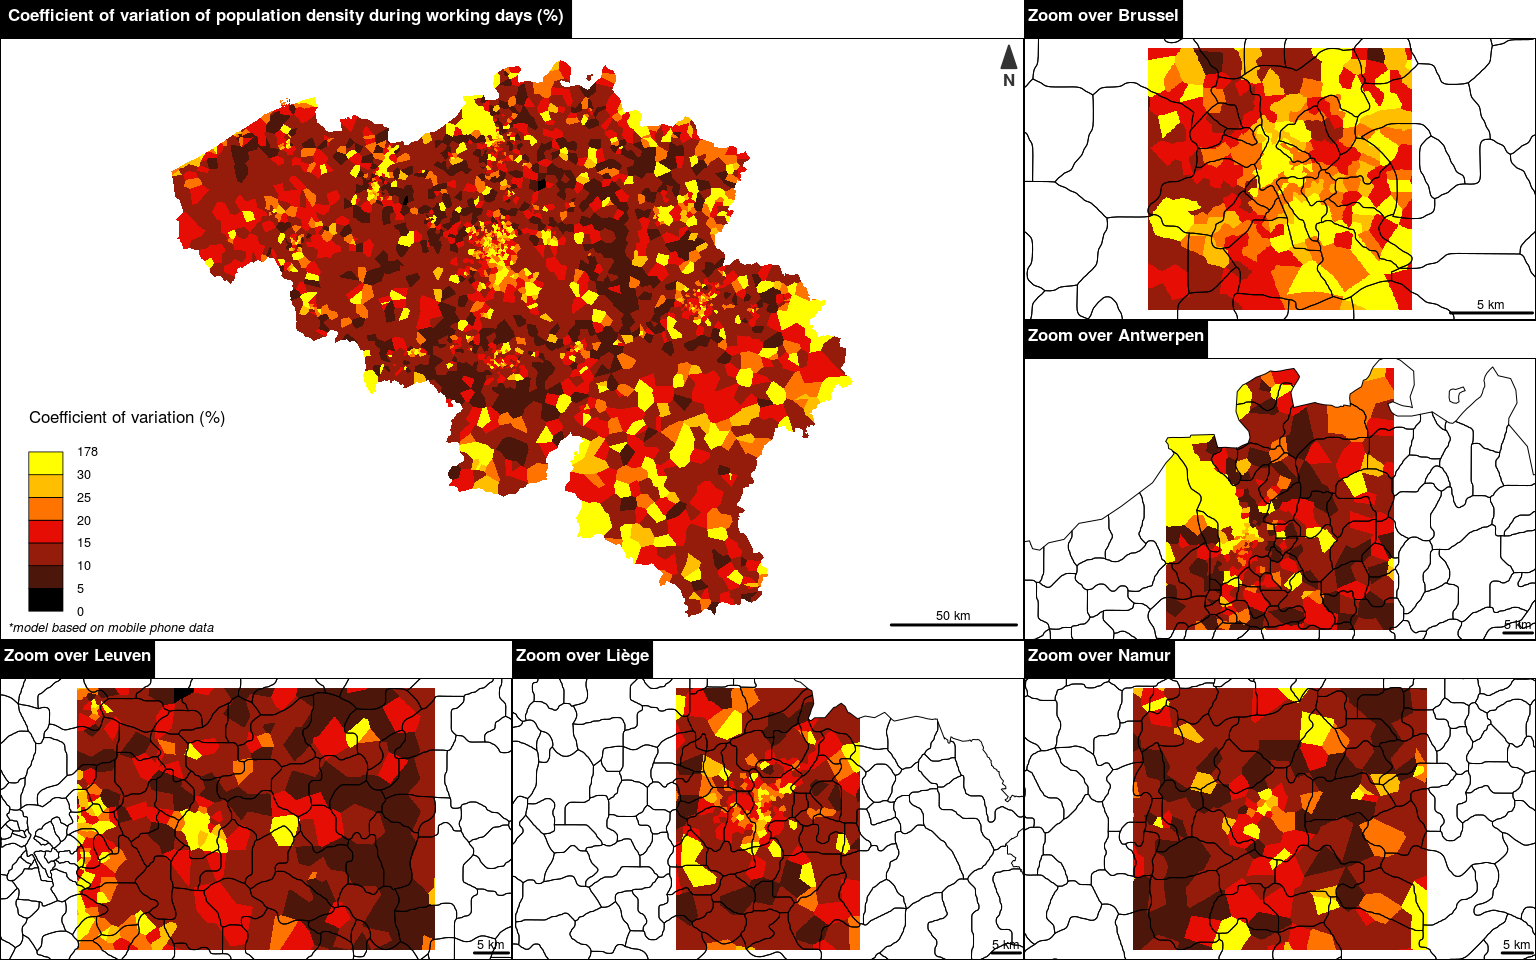 Coefficient of variation of population density during working days (%)
N
Coefficient of variation (%)
178
30
25
20
15
10
5
0
*model based on mobile phone data
50 km
Zoom over Brussel
5 km
Zoom over Antwerpen
5 km
Zoom over Leuven
5 km
Zoom over Liège
5 km
Zoom over Namur
5 km